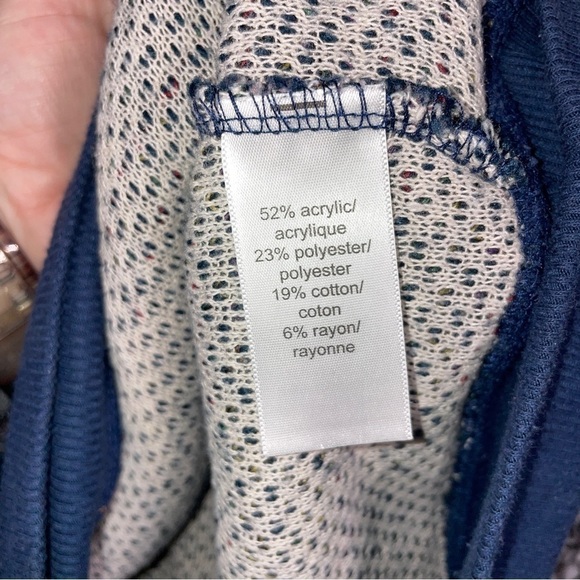 52% acrylic/
acrylique
23% polyester/
polyester
19% cotton/
coton
6% rayon/
rayonne